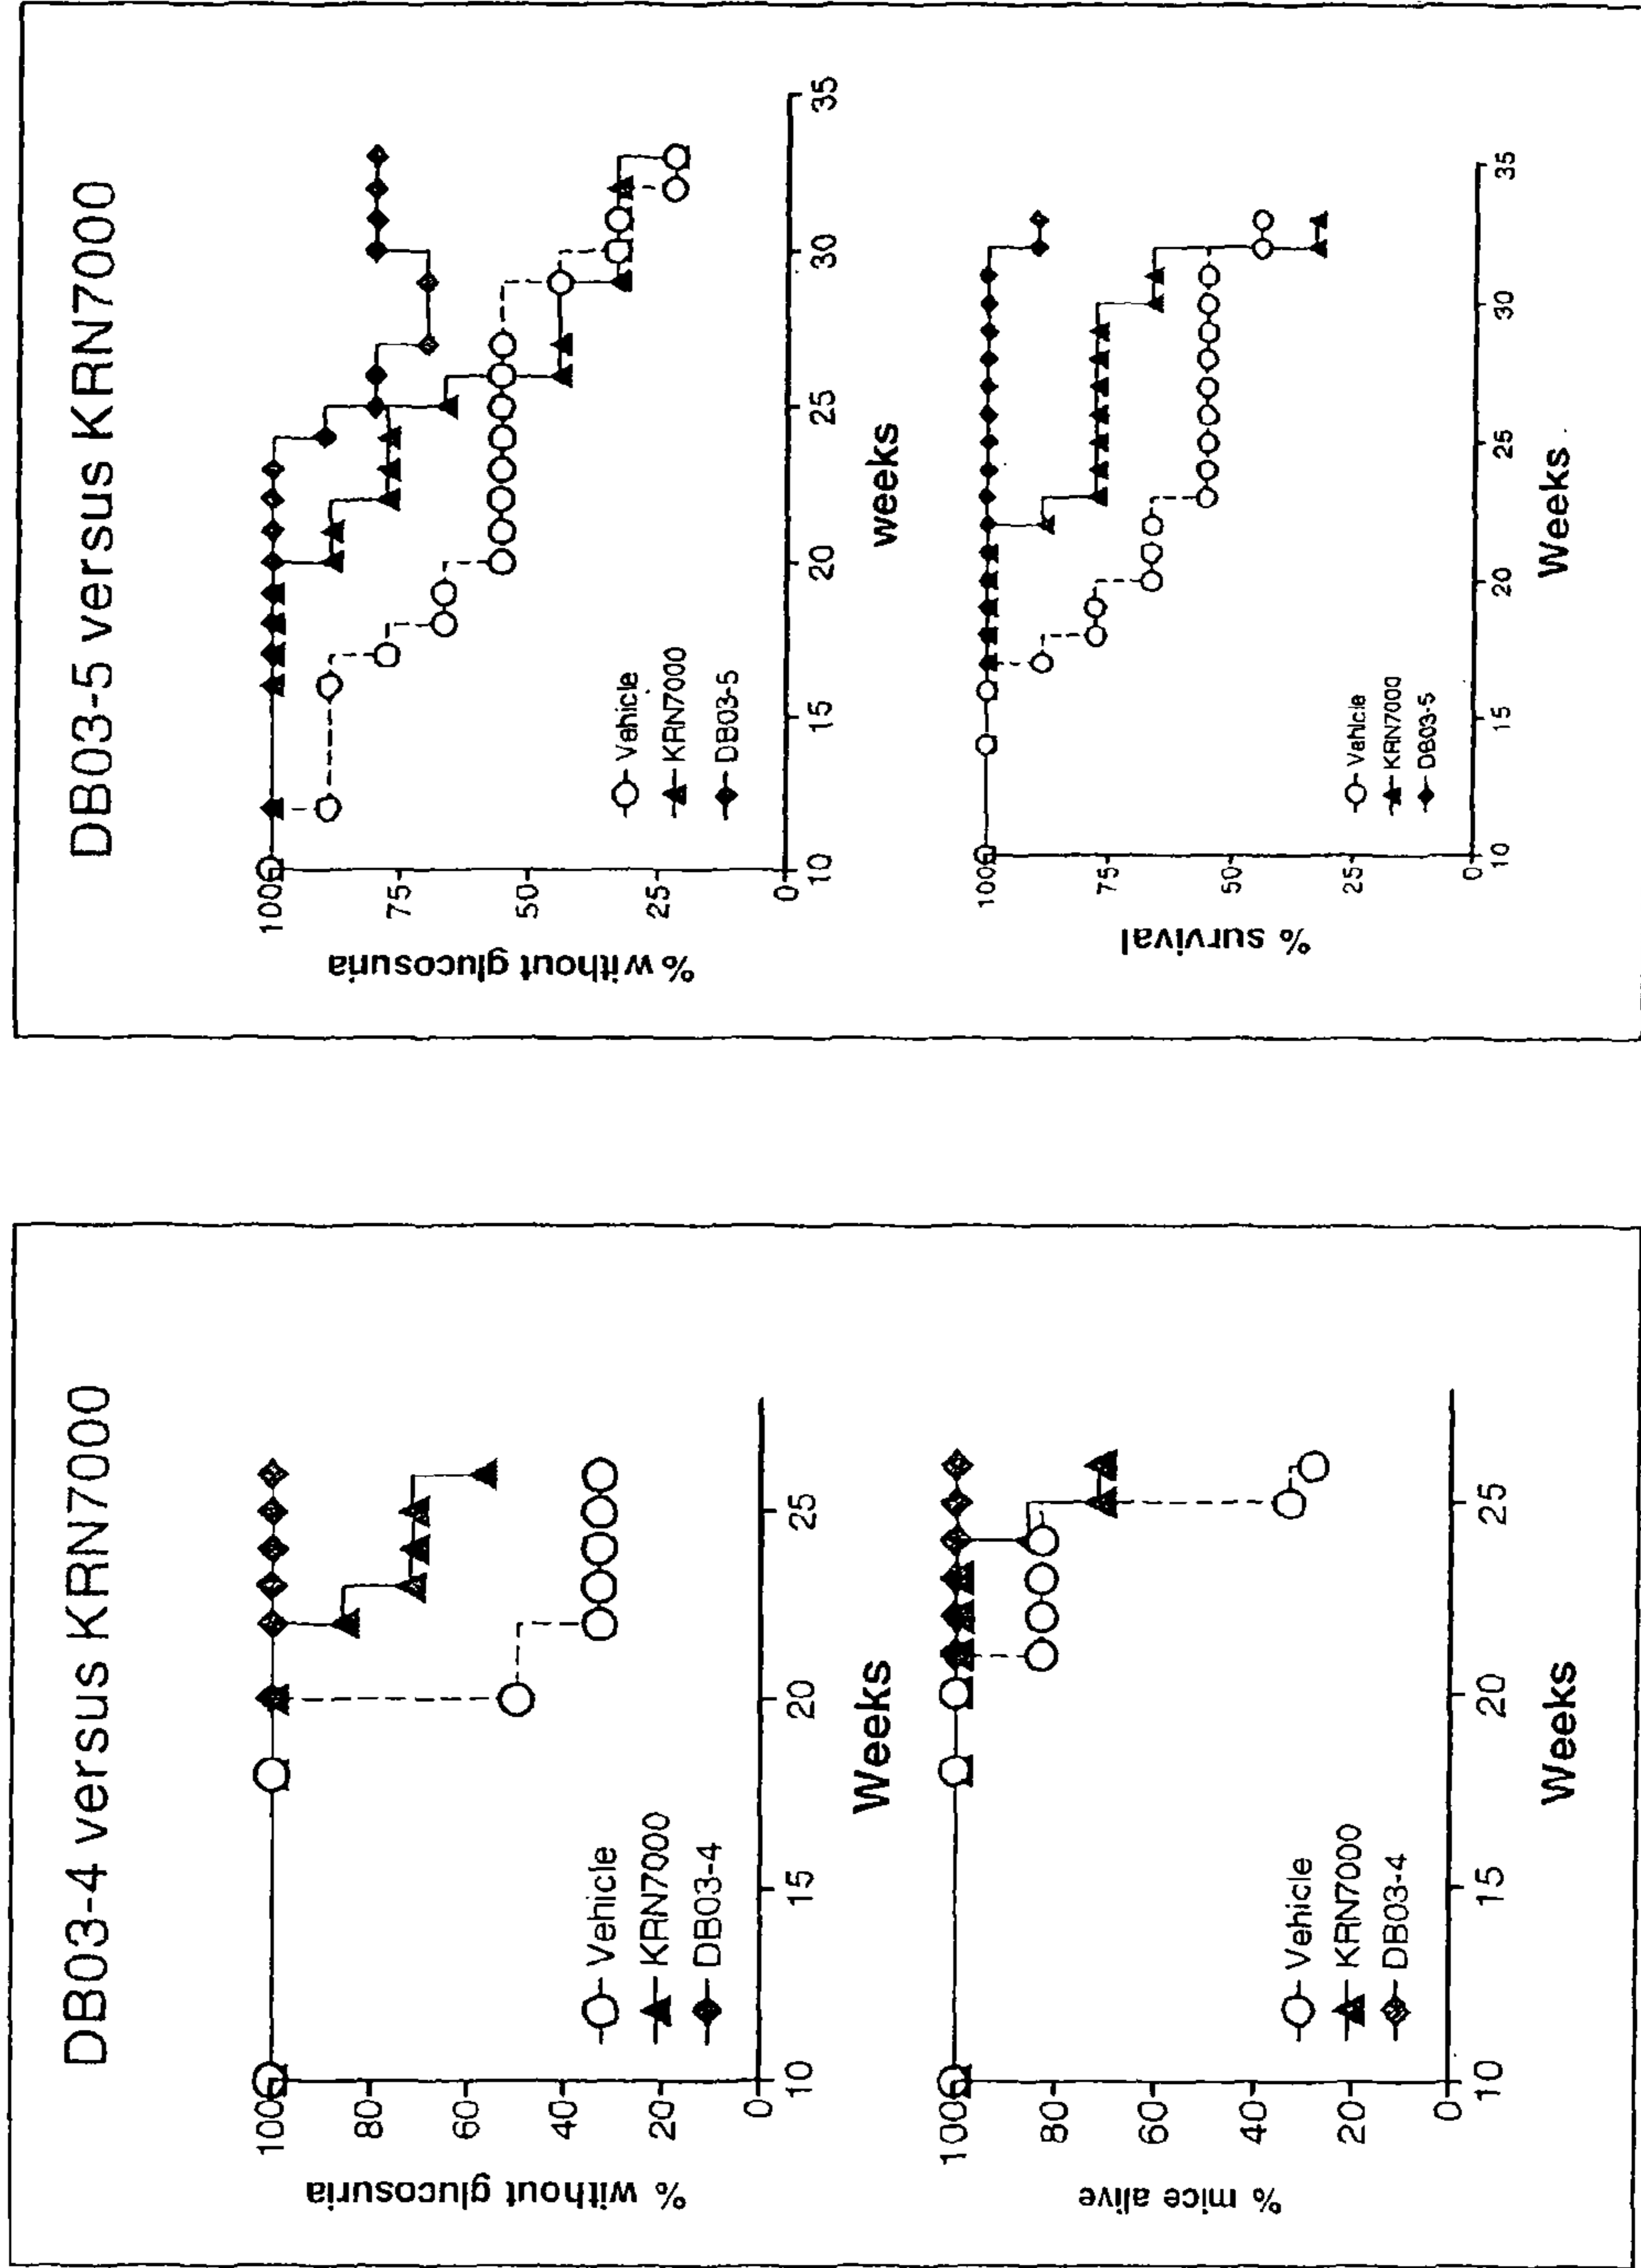 DB03-4 versus KRN7000
% without glucosuria
100
80
60
40
20
0
10
15
20
25
Weeks
Vehicle
KRN7000
DB03-4
% mice alive
100
80
60
40
20
0
10
15
20
25
Weeks
Vehicle
KRN7000
DB03-4
DB03-5 versus KRN7000
% without glucosuria
100
75
50
25
0
10
15
20
25
30
35
weeks
Vehicle
KRN7000
DB03-5
% survival
100
75
50
25
0
10
15
20
25
30
35
Weeks
Vehicle
KRN7000
DB03-5